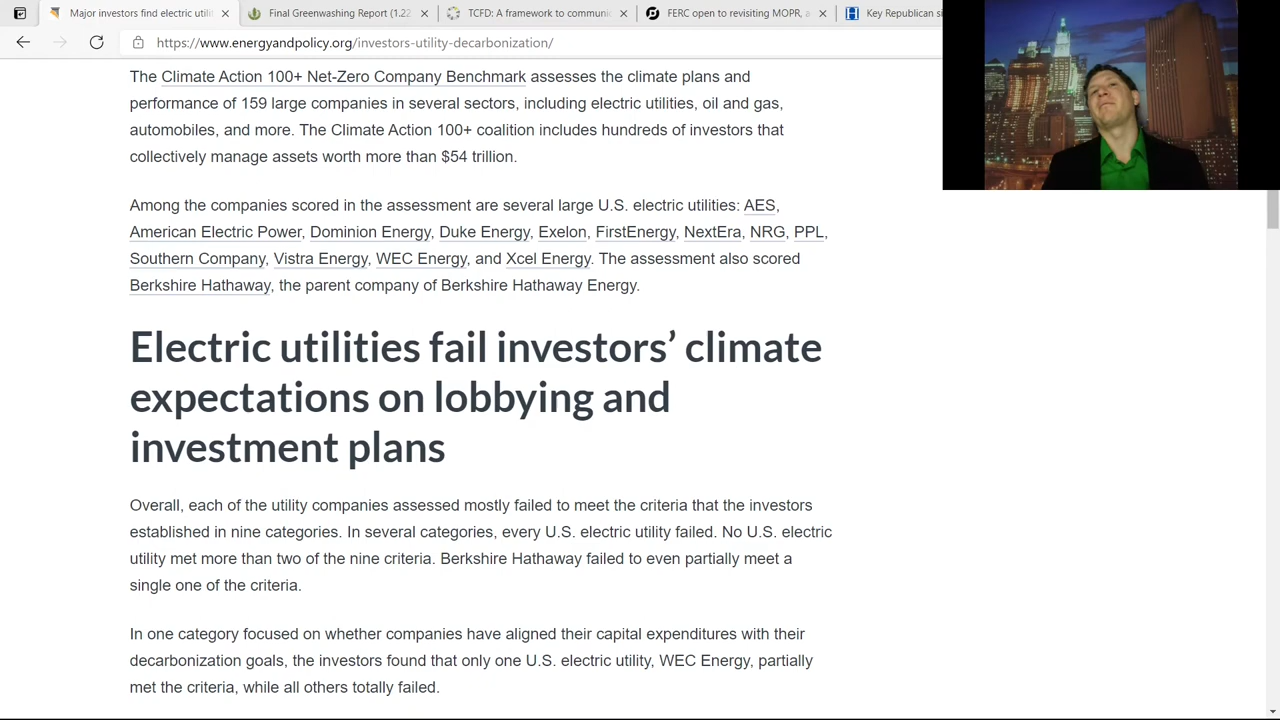 Major investors find electric utili
Final Greenwashing Report (1.23
TCFD: A framework to communic
FERC open to revisiting MOPR, a
Key Republican si
https://www.energyandpolicy.org/investors-utility-decarbonization/
The Climate Action 100+ Net-Zero Company Benchmark assesses the climate plans and
performance of 159 large companies in several sectors, including electric utilities, oil and gas,
automobiles, and more. The Climate Action 100+ coalition includes hundreds of investors that
collectively manage assets worth more than $54 trillion.
Among the companies scored in the assessment are several large U.S. electric utilities: AES,
American Electric Power, Dominion Energy, Duke Energy, Exelon, FirstEnergy, NextEra, NRG, PPL,
Southern Company, Vistra Energy, WEC Energy, and Xcel Energy. The assessment also scored
Berkshire Hathaway, the parent company of Berkshire Hathaway Energy.
Electric utilities fail investors’ climate
expectations on lobbying and
investment plans
Overall, each of the utility companies assessed mostly failed to meet the criteria that the investors
established in nine categories. In several categories, every U.S. electric utility failed. No U.S. electric
utility met more than two of the nine criteria. Berkshire Hathaway failed to even partially meet a
single one of the criteria.
In one category focused on whether companies have aligned their capital expenditures with their
decarbonization goals, the investors found that only one U.S. electric utility, WEC Energy, partially
met the criteria, while all others totally failed.